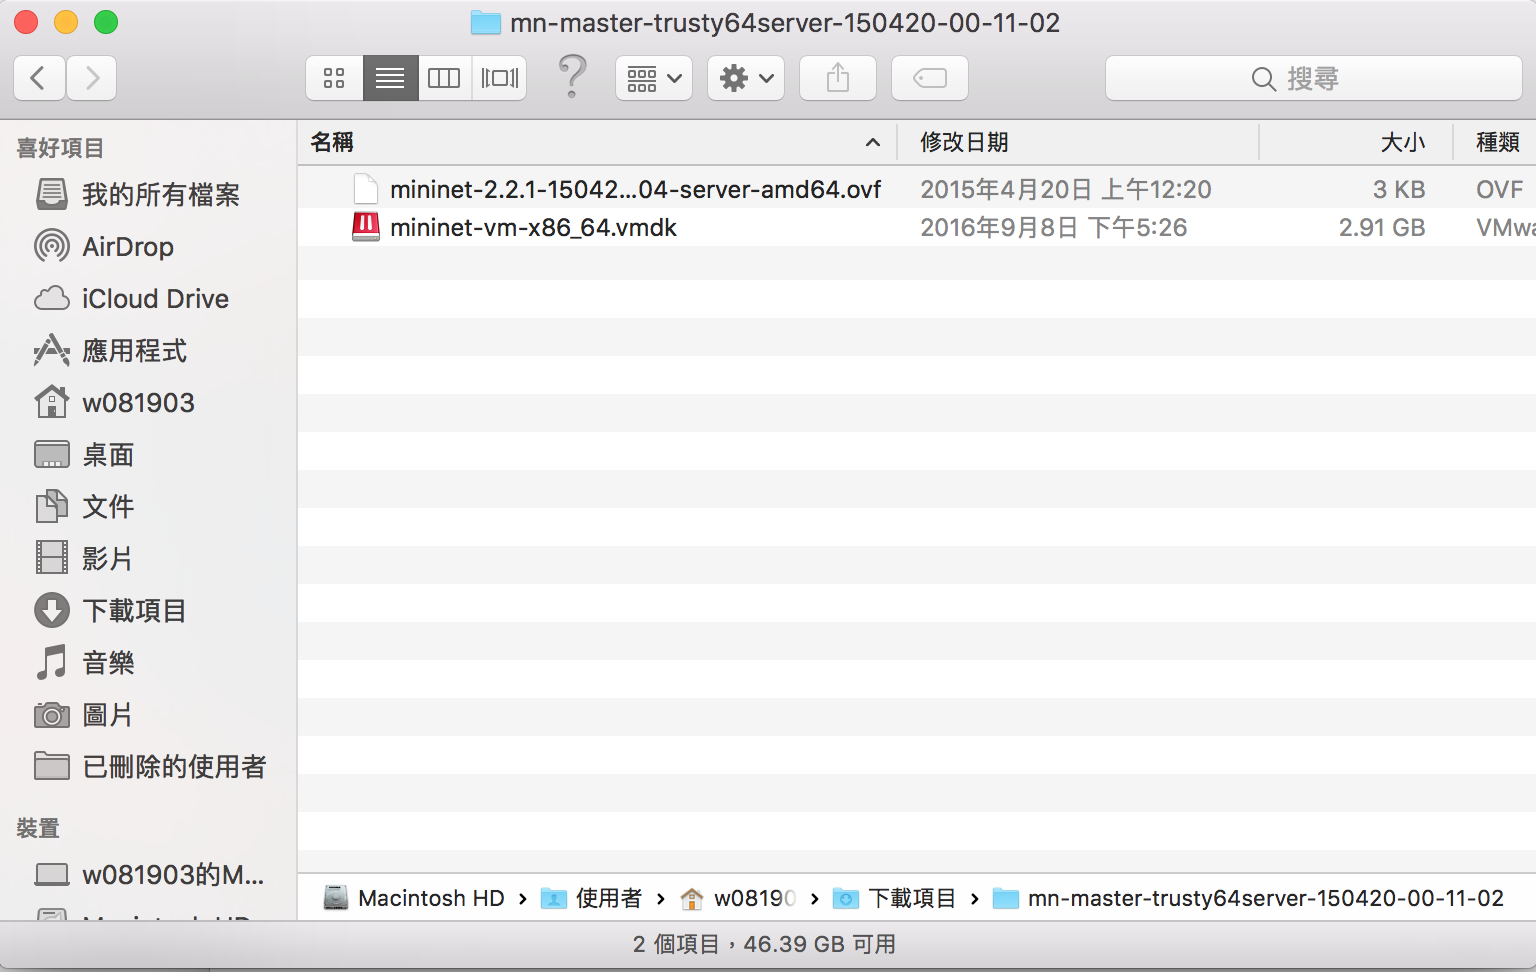 mn-master-trusty64server-150420-00-11-02
搜尋
喜好項目
我的所有檔案
AirDrop
iCloud Drive
應用程式
w081903
桌面
文件
影片
下載項目
音樂
圖片
已刪除的使用者
裝置
w081903的M...
名稱 修改日期 大小 種類
mininet-2.2.1-15042...04-server-amd64.ovf 2015年4月20日 上午12:20 3 KB OVF
mininet-vm-x86_64.vmdk 2016年9月8日 下午5:26 2.91 GB VMwa
Macintosh HD › 使用者 › w08190 › 下載項目 › mn-master-trusty64server-150420-00-11-02
2 個項目，46.39 GB 可用